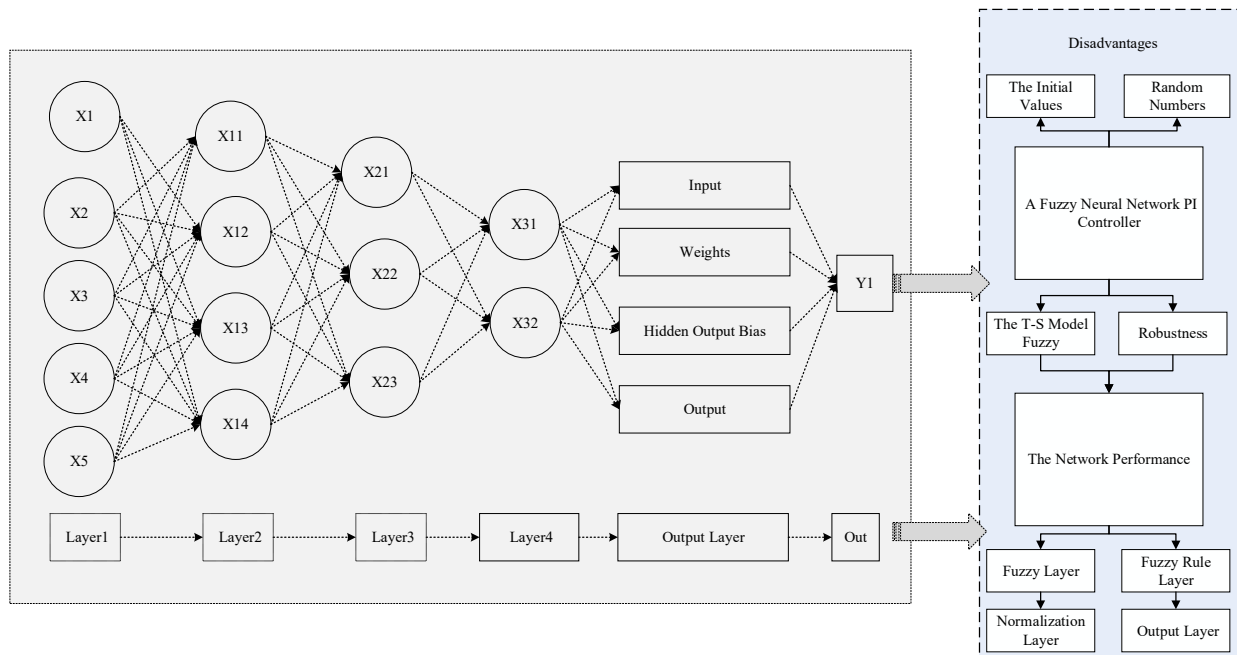 X1
X2
X3
X4
X5
X11
X12
X13
X14
X21
X22
X23
X31
X32
Input
Weights
Hidden Output Bias
Output
Y1
Layer1
Layer2
Layer3
Layer4
Output Layer
Out
Disadvantages
The Initial
Values
Random
Numbers
A Fuzzy Neural Network PI
Controller
The T-S Model
Fuzzy
Robustness
The Network Performance
Fuzzy Layer
Fuzzy Rule
Layer
Normalization
Layer
Output Layer